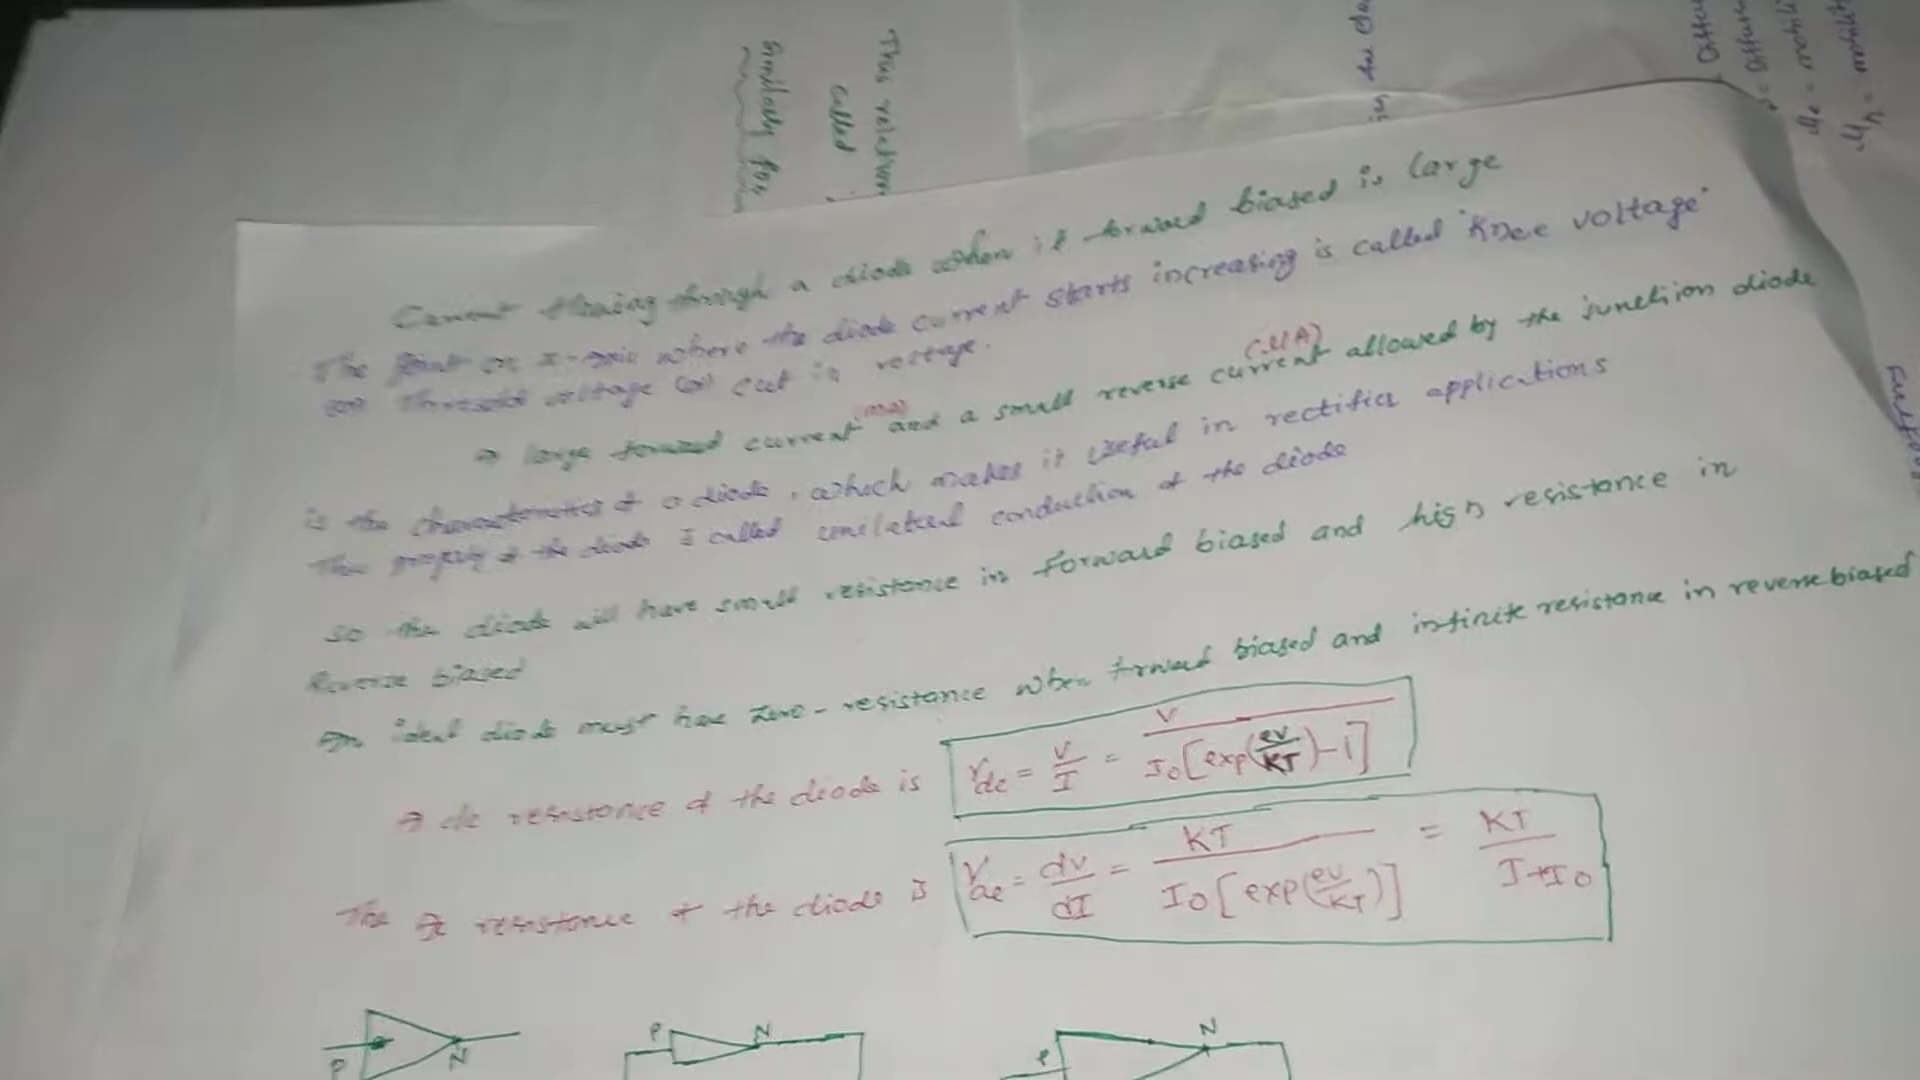 This relation
called
Similarly for
Current flowing through a diode when it forward biased is large
The point on x-axis where the diode current starts increasing is called 'Knee voltage'
(or) Threshold voltage (or) cut in voltage.
→ large forward current (mA) and a small reverse current (μA) allowed by the junction diode
is the characteristics of a diode, which makes it useful in rectifier applications
This property of the diode is called unilateral conduction of the diode
so the diode will have small resistance in forward biased and high resistance in
Reverse biased
An ideal diode must have zero-resistance when forward biased and infinite resistance in reverse biased
→ dc resistance of the diode is r_dc = V/I = V/(I₀[exp(eV/KT)-1])
The ac resistance of the diode is r_ac = dV/dI = KT/(I₀[exp(eV/KT)]) = KT/(I+I₀)
P N
P N
P N